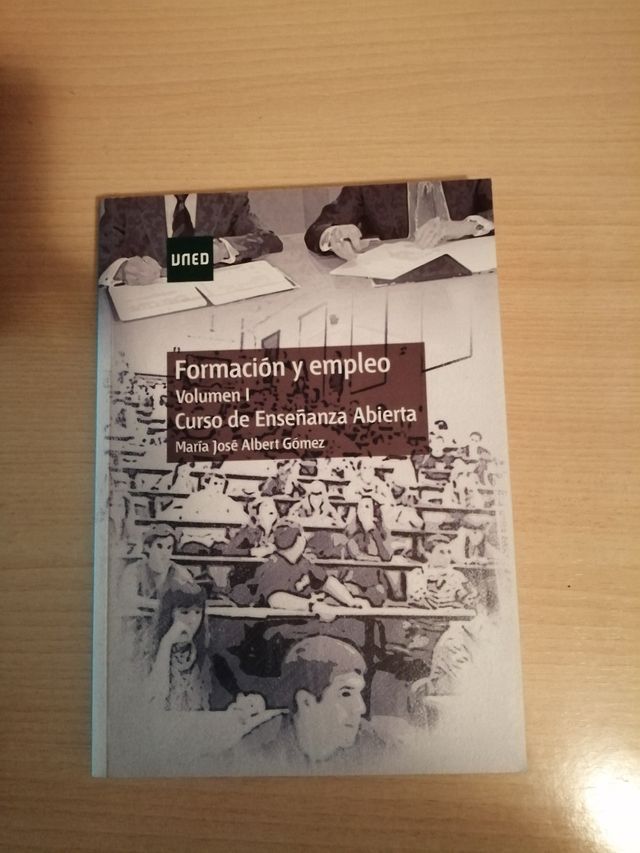 UNED
Formación y empleo
Volumen I
Curso de Enseñanza Abierta
María José Albert Gómez